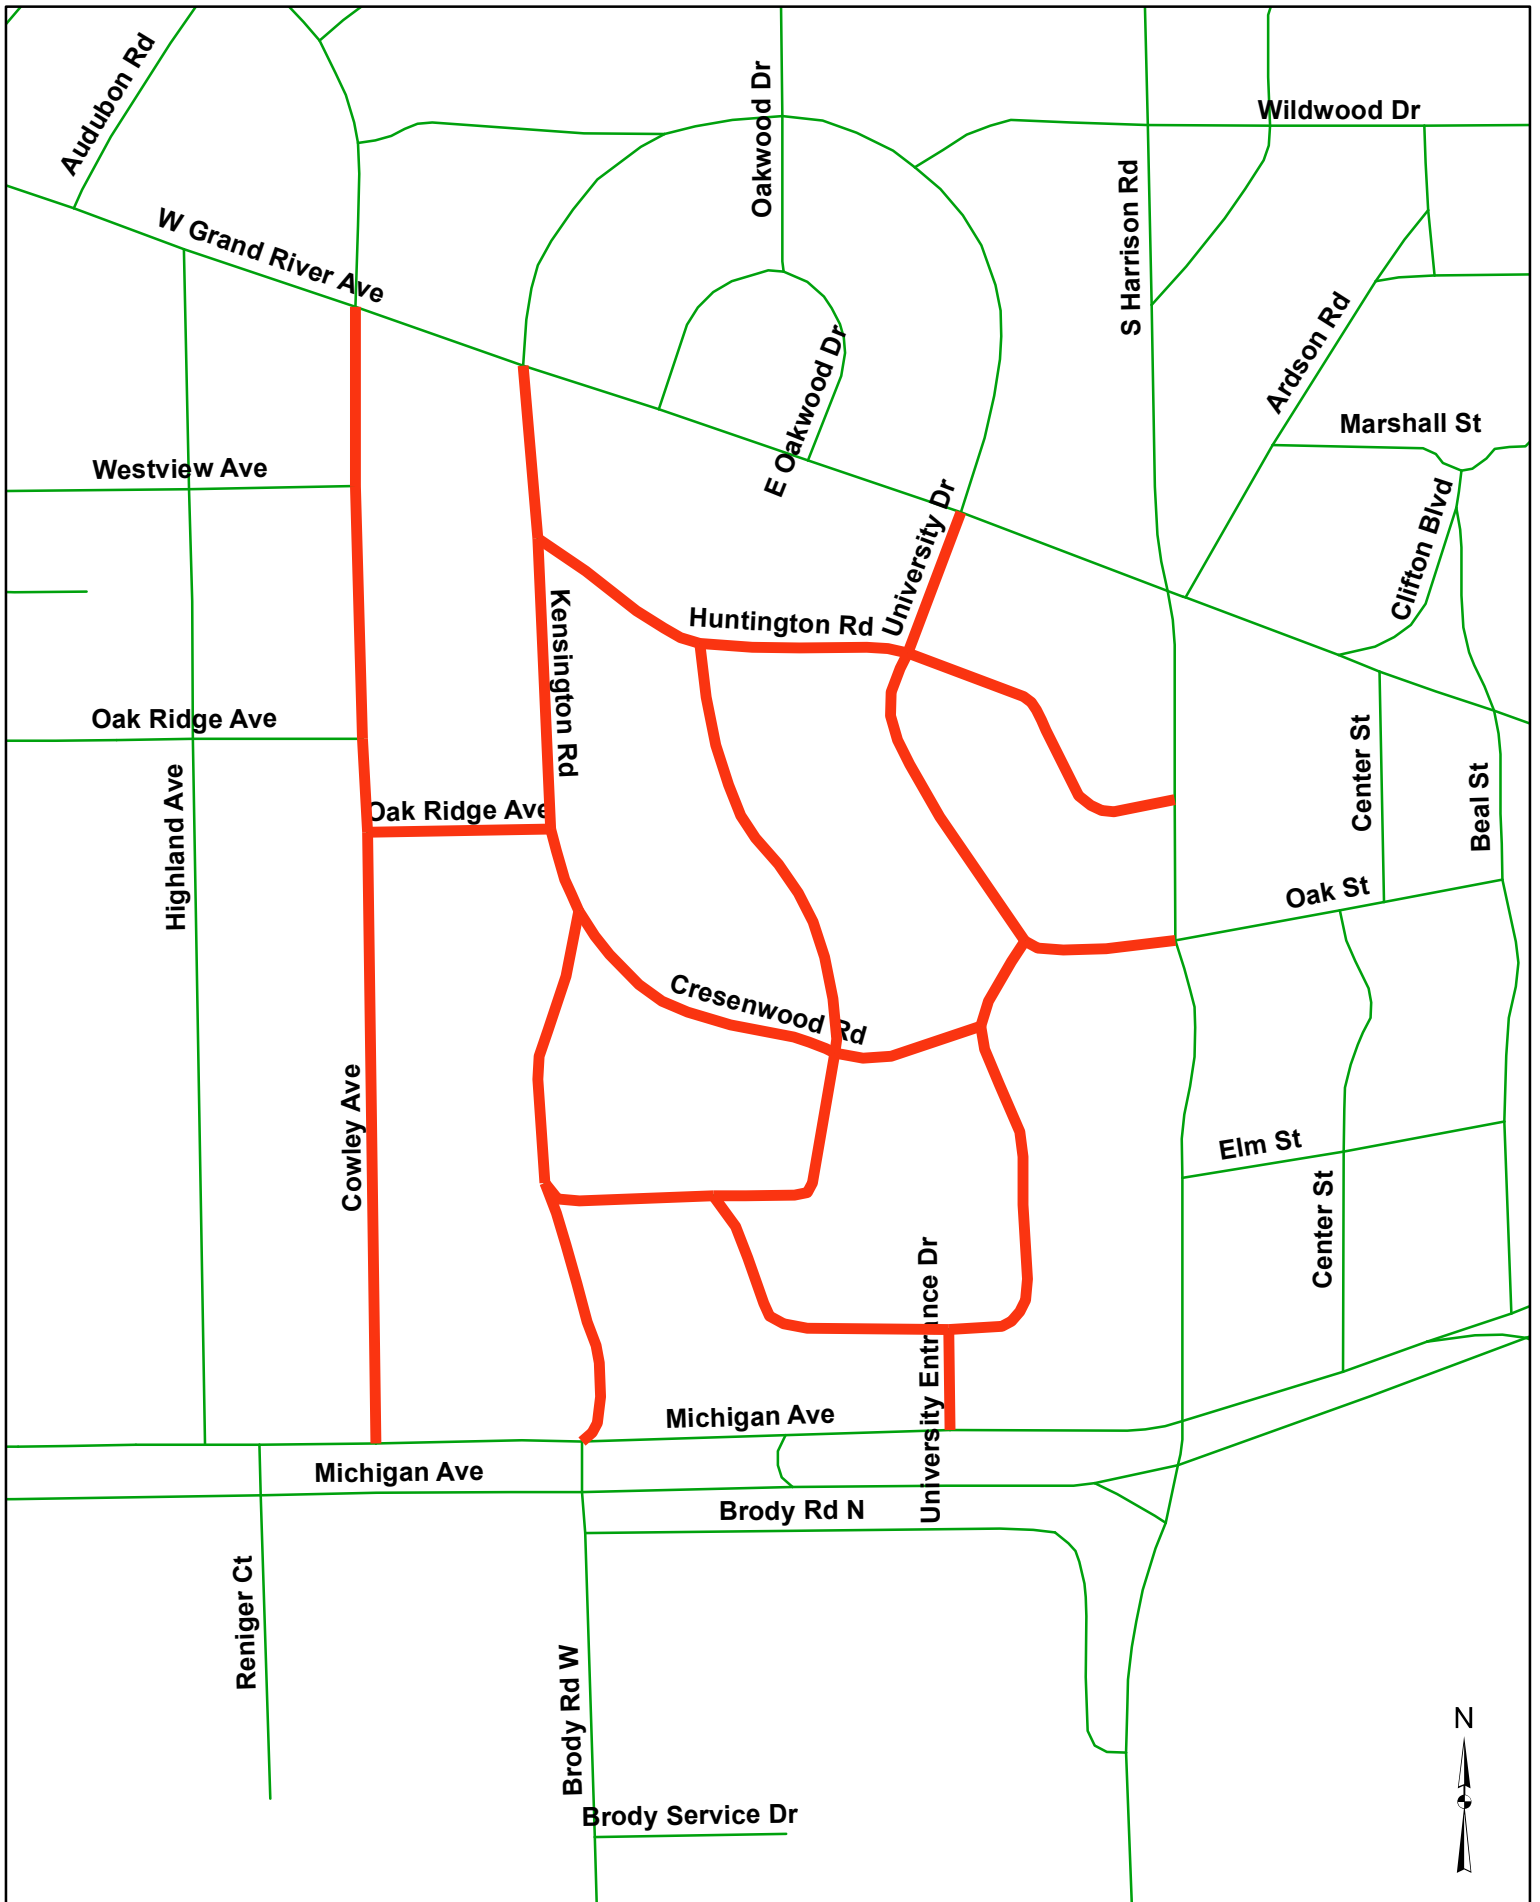 Audubon Rd
Oakwood Dr
Wildwood Dr
S Harrison Rd
W Grand River Ave
Ardson Rd
E Oakwood Dr
Marshall St
Westview Ave
Clifton Blvd
University Dr
Huntington Rd
Kensington Rd
Oak Ridge Ave
Center St
Beal St
Highland Ave
Oak Ridge Ave
Oak St
Cresenwood Rd
Cowley Ave
Elm St
Center St
University Entrance Dr
Michigan Ave
Michigan Ave
Brody Rd N
Reniger Ct
Brody Rd W
N
Brody Service Dr